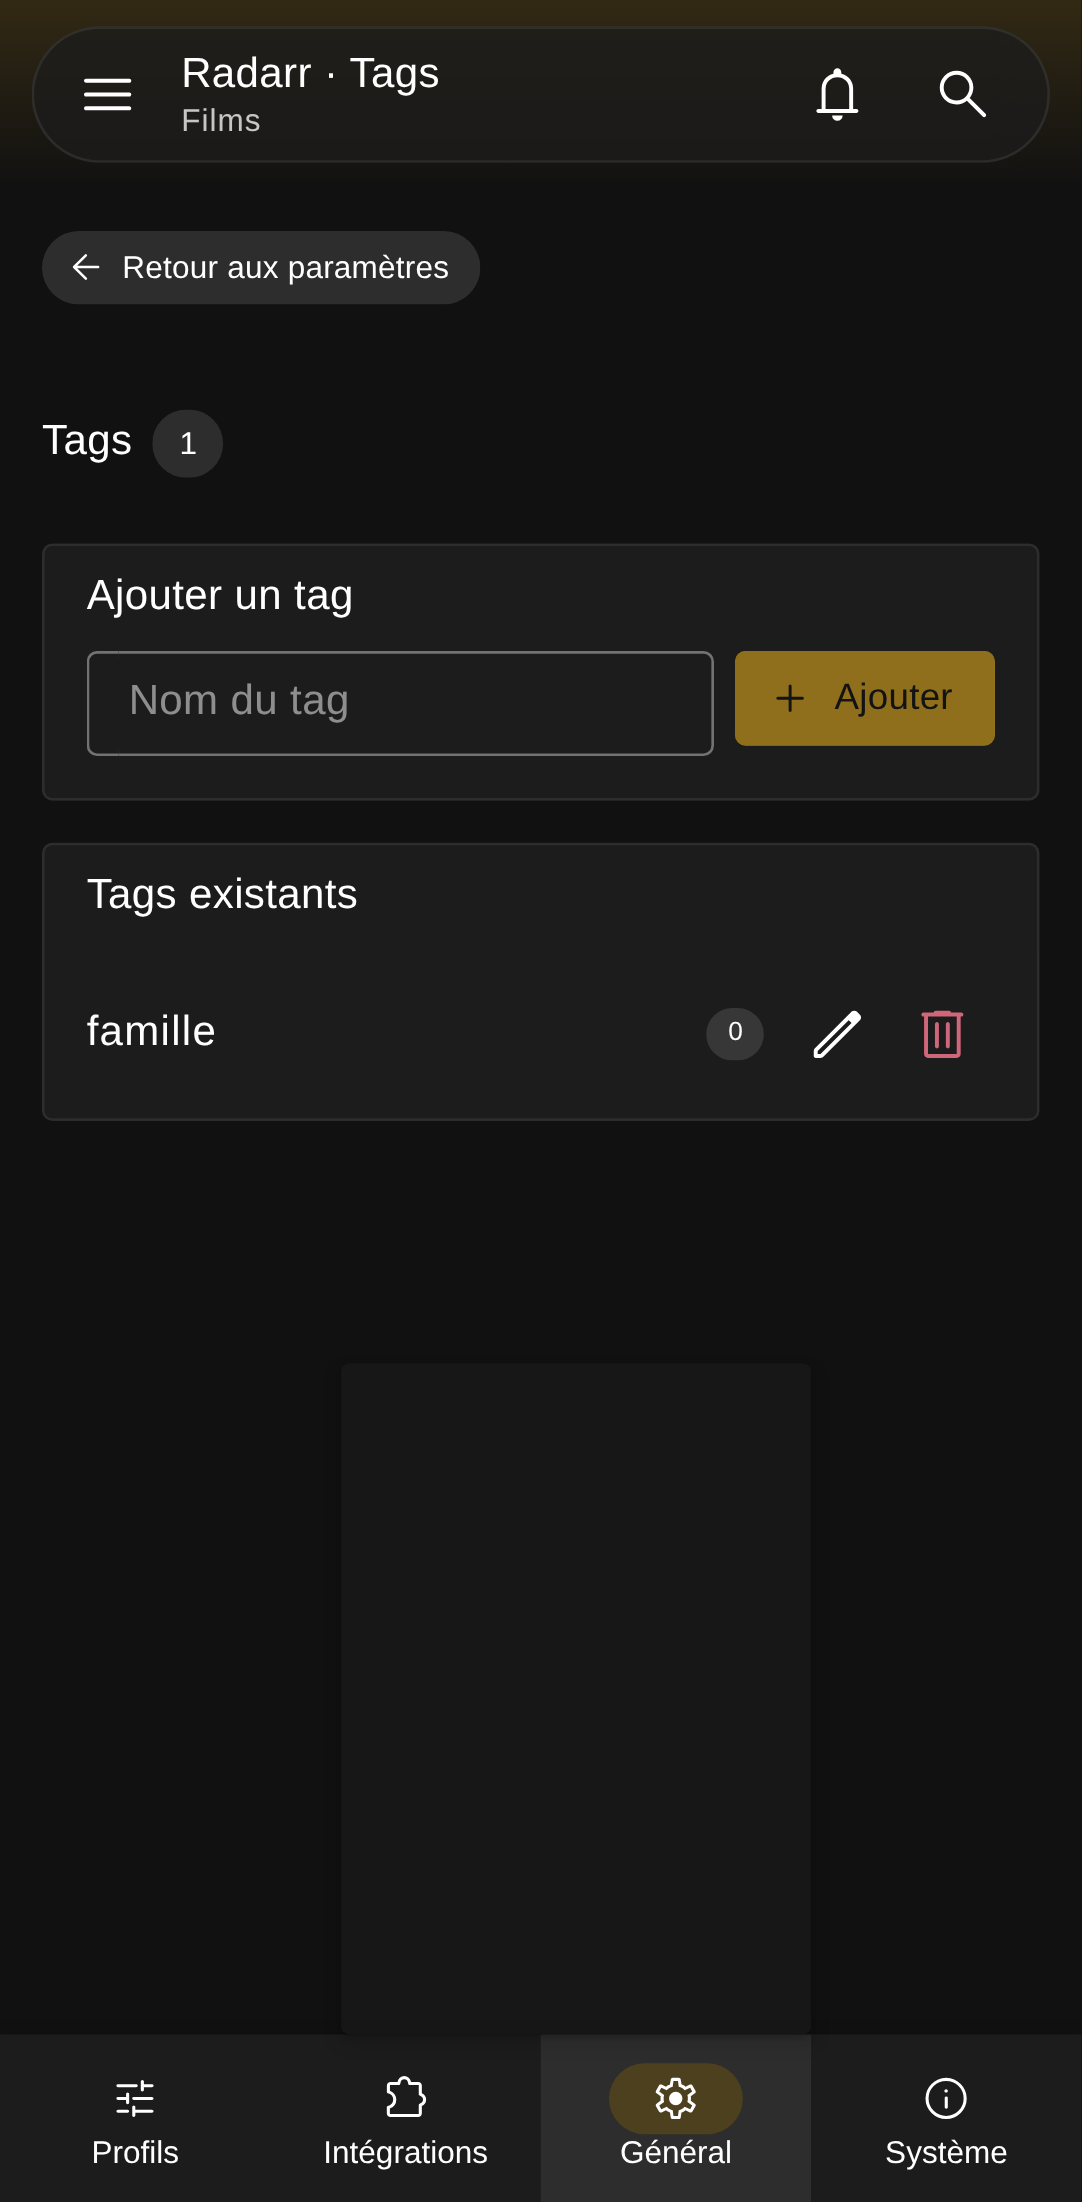 Radarr · Tags
Films
Retour aux paramètres
Tags 1
Ajouter un tag
Nom du tag
Ajouter
Tags existants
famille 0
Profils
Intégrations
Général
Système